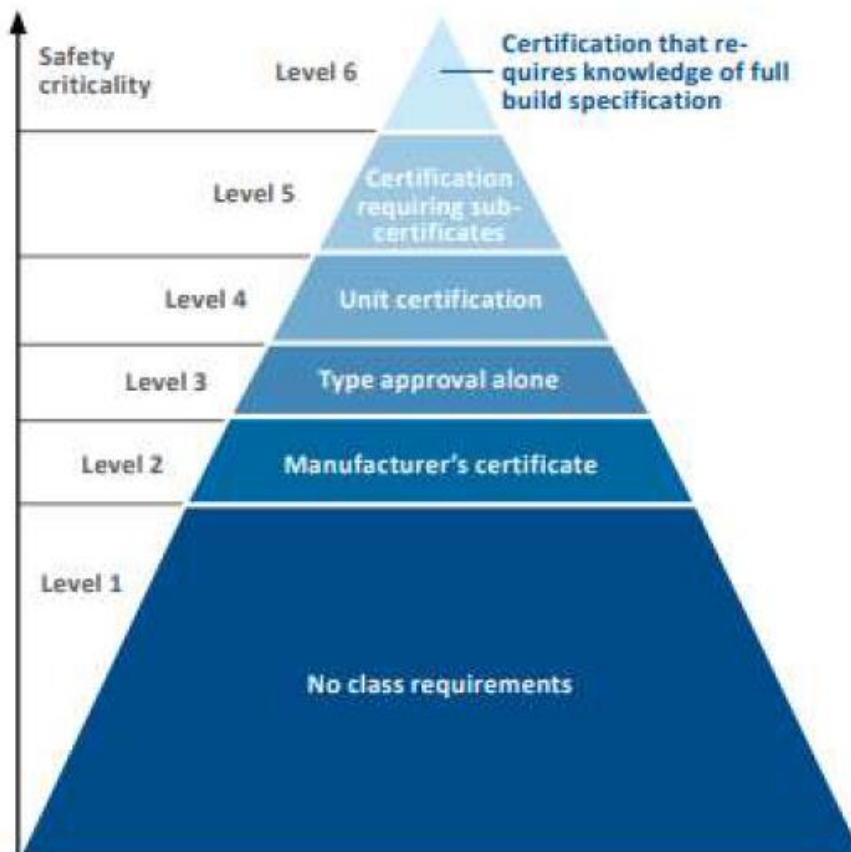 Safety
criticality
Level 6
Certification that re-
quires knowledge of full
build specification
Level 5
Certification
requiring sub-
certificates
Level 4
Unit certification
Level 3
Type approval alone
Level 2
Manufacturer's certificate
Level 1
No class requirements